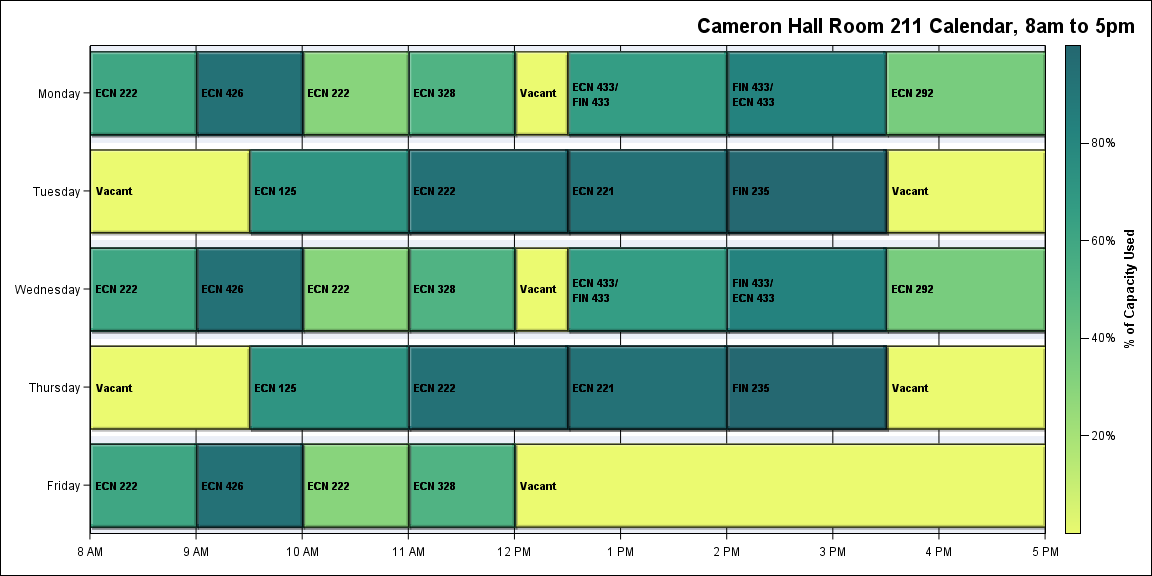 Cameron Hall Room 211 Calendar, 8am to 5pm
Monday
ECN 222
ECN 426
ECN 222
ECN 328
Vacant
ECN 433/
FIN 433
FIN 433/
ECN 433
ECN 292
Tuesday
Vacant
ECN 125
ECN 222
ECN 221
FIN 235
Vacant
Wednesday
ECN 222
ECN 426
ECN 222
ECN 328
Vacant
ECN 433/
FIN 433
FIN 433/
ECN 433
ECN 292
Thursday
Vacant
ECN 125
ECN 222
ECN 221
FIN 235
Vacant
Friday
ECN 222
ECN 426
ECN 222
ECN 328
Vacant
8 AM
9 AM
10 AM
11 AM
12 PM
1 PM
2 PM
3 PM
4 PM
5 PM
80%
60%
40%
20%
% of Capacity Used